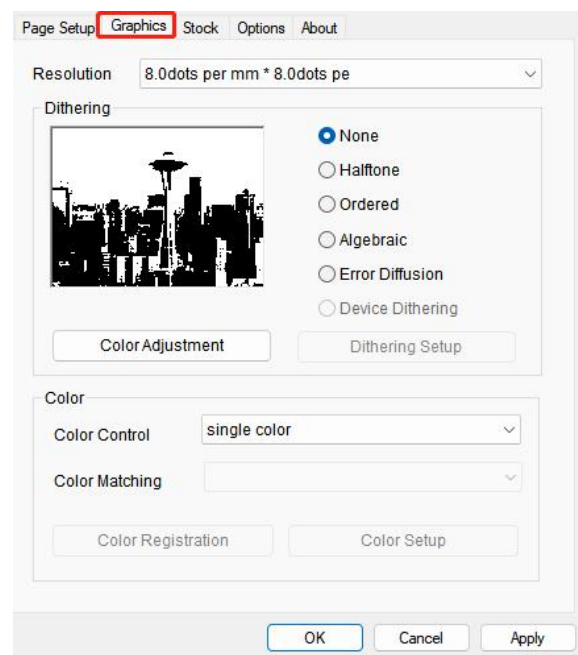 Page Setup Graphics Stock Options About
Resolution 8.0dots per mm * 8.0dots pe
Dithering
None
Halftone
Ordered
Algebraic
Error Diffusion
Device Dithering
Color Adjustment Dithering Setup
Color
Color Control single color
Color Matching
Color Registration Color Setup
OK Cancel Apply